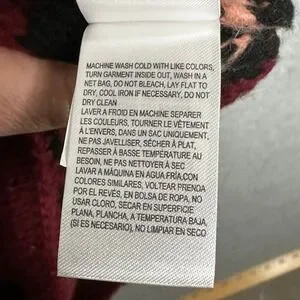 MACHINE WASH COLD WITH LIKE COLORS,
TURN GARMENT INSIDE OUT, WASH IN A
NET BAG, DO NOT BLEACH, LAY FLAT TO
DRY, COOL IRON IF NECESSARY, DO NOT
DRY CLEAN
LAVER A FROID EN MACHINE SEPARER
LES COULEURS, TOURNER LE VÊTEMENT
À L'ENVERS, DANS UN SAC UNIQUEMENT,
NE PAS JAVELLISER, SÉCHER À PLAT,
REPASSER À BASSE TEMPÉRATURE AU
BESOIN, NE PAS NETTOYER À SEC
LAVAR A MÁQUINA EN AGUA FRÍA,CON
COLORES SIMILARES, VOLTEAR PRENDA
POR EL REVÉS, EN BOLSA DE ROPA, NO
USAR CLORO, SECAR EN SUPERFICIE
PLANA, PLANCHA, A TEMPERATURA BAJA,
(SI ES NECESARIO), NO LIMPIAR EN SECO